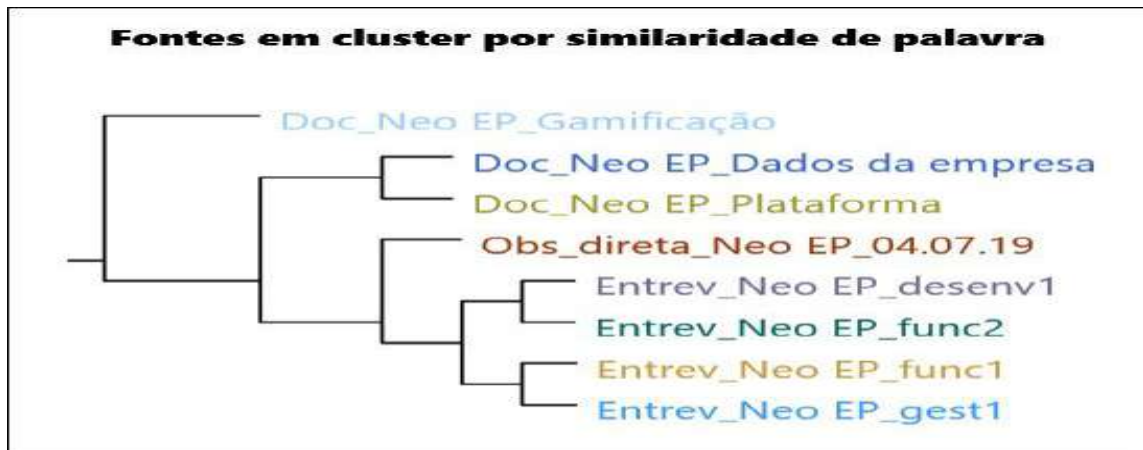 Fontes em cluster por similaridade de palavra
Doc_Neo EP_Gamificação
Doc_Neo EP_Dados da empresa
Doc_Neo EP_Plataforma
Obs_direta_Neo EP_04.07.19
Entrev_Neo EP_desenv1
Entrev_Neo EP_func2
Entrev_Neo EP_func1
Entrev_Neo EP_gest1